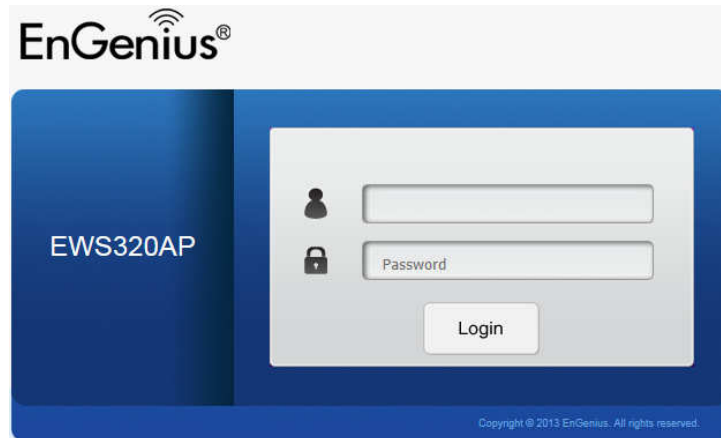 EnGenius®
EWS320AP
Password
Login
Copyright © 2013 EnGenius. All rights reserved.